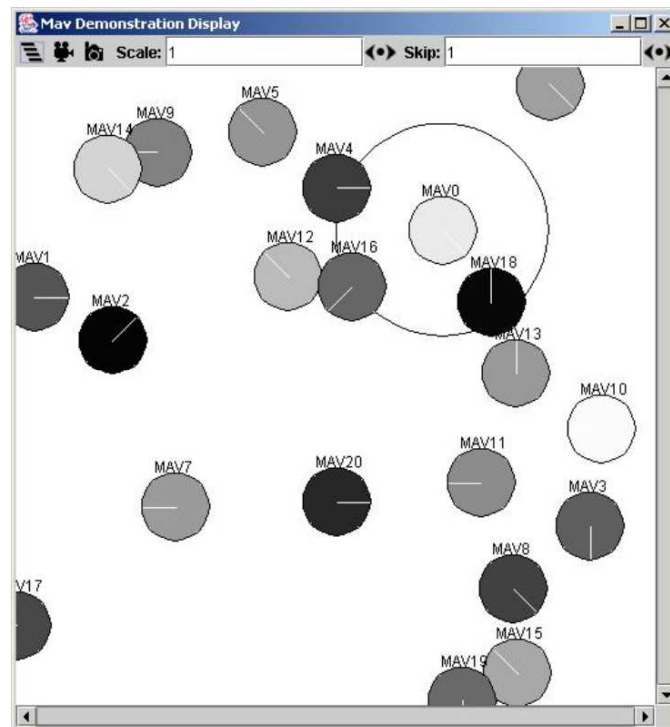 Mav Demonstration Display
Scale: 1 Skip: 1
MAV5
MAV9
MAV14
MAV4
MAV0
MAV12
MAV16
MAV18
MAV1
MAV2
MAV13
MAV10
MAV11
MAV7
MAV20
MAV3
MAV8
V17
MAV15
MAV19